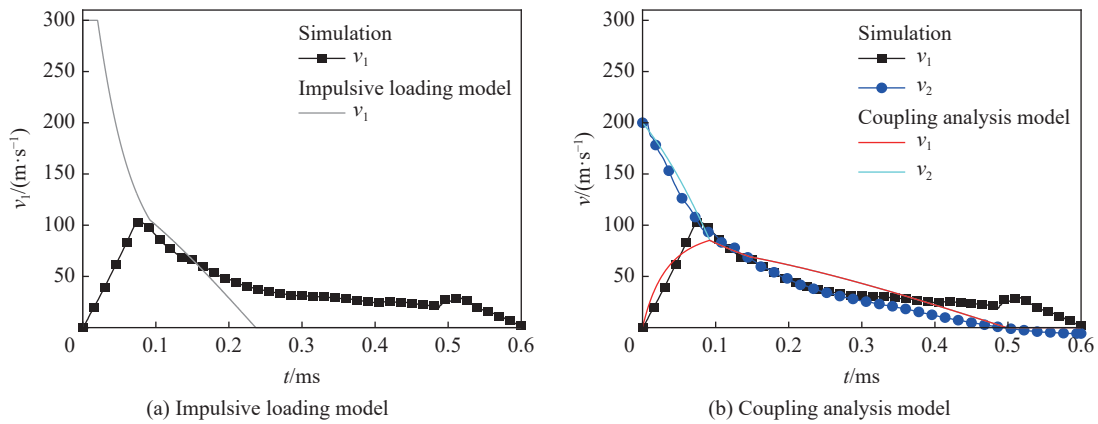 300
250
200
150
100
50
0
0.1
0.2
0.3
0.4
0.5
0.6
v₁/(m·s⁻¹)
t/ms
Simulation
v₁
Impulsive loading model
v₁
(a) Impulsive loading model
300
250
200
150
100
50
0
0.1
0.2
0.3
0.4
0.5
0.6
v/(m·s⁻¹)
t/ms
Simulation
v₁
v₂
Coupling analysis model
v₁
v₂
(b) Coupling analysis model